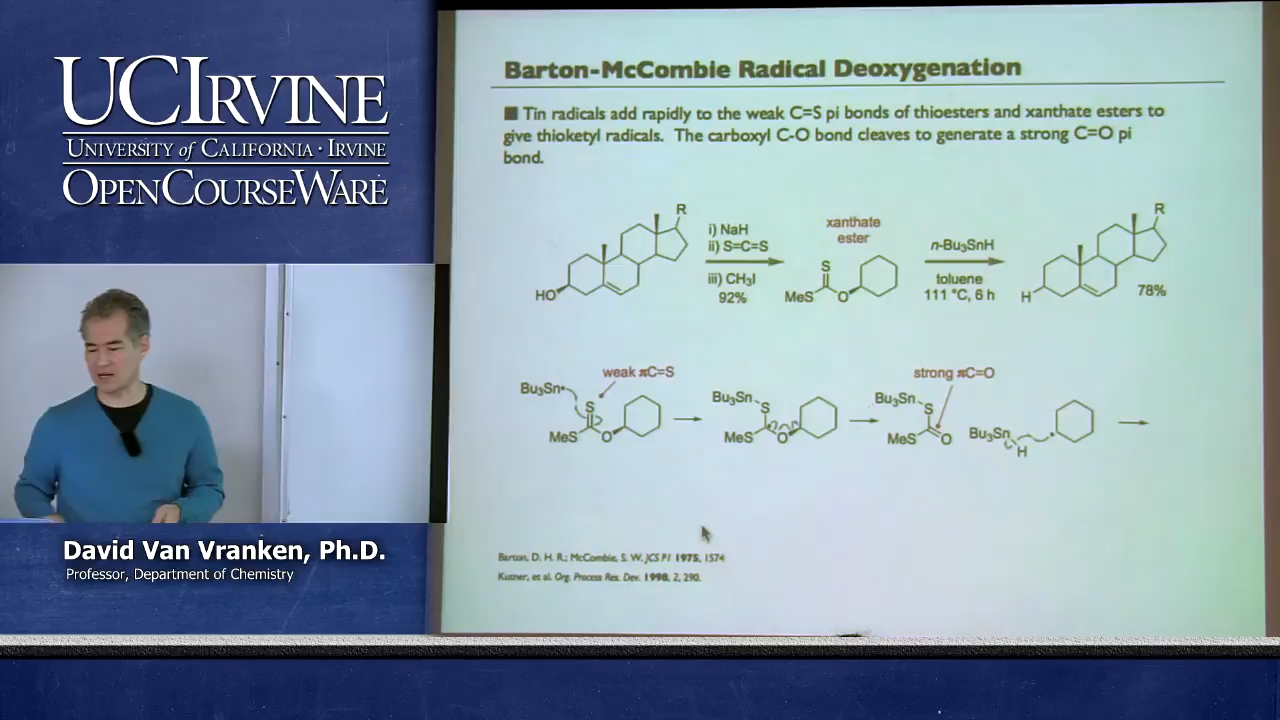 UCIRVINE
UNIVERSITY of CALIFORNIA · IRVINE
OPENCOURSEWARE
David Van Vranken, Ph.D.
Professor, Department of Chemistry
Barton-McCombie Radical Deoxygenation
■ Tin radicals add rapidly to the weak C=S pi bonds of thioesters and xanthate esters to
give thioketyl radicals. The carboxyl C-O bond cleaves to generate a strong C=O pi
bond.
R
HO
i) NaH
ii) S=C=S
iii) CH₃I
92%
xanthate
ester
S
MeS
O
n-Bu₃SnH
toluene
111 °C, 6 h
R
H
78%
weak πC=S
Bu₃Sn•
S
MeS
O
Bu₃Sn
S
MeS
O
strong πC=O
Bu₃Sn
S
MeS
O
Bu₃Sn
H
Barton, D. H. R.; McCombie, S. W. JCS P1 1975, 1574
et al. Org. Process Res. Dev. 1998, 2, 290.